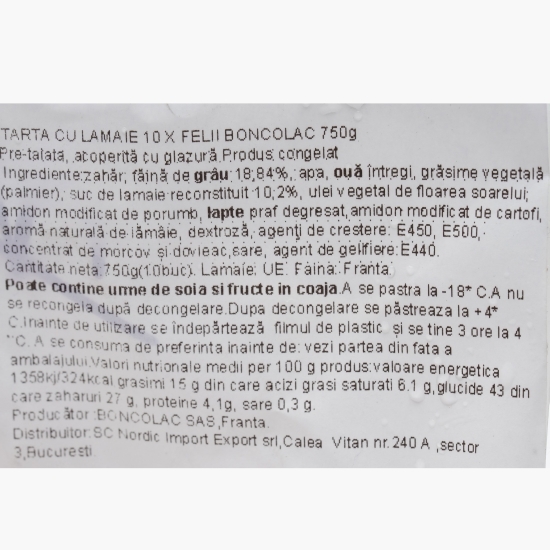 TARTA CU LAMAIE 10 X FELII BONCOLAC 750g
Pre-taiata, acoperită cu glazură.Produs congelat
Ingrediente:zahăr, făină de grâu 18,84%, apa, ouă întregi, grăsime vegetală
(palmier), suc de lamaie reconstituit 10,2%, ulei vegetal de floarea soarelui,
amidon modificat de porumb, lapte praf degresat,amidon modificat de cartofi,
aromă naturală de lămâie, dextroză, agenţi de crestere: E450, E500,
concentrat de morcov şi dovleac,sare, agent de gelifiere:E440.
Cantitate neta:750g(10buc). Lamaie: UE. Faina: Franta.
Poate contine urme de soia si fructe in coaja.A se pastra la -18° C.A nu
se recongela după decongelare.Dupa decongelare se păstreaza la +4°
C.Inainte de utilizare se îndepărtează filmul de plastic şi se tine 3 ore la 4
°C. A se consuma de preferinta inainte de: vezi partea din fata a
ambalajului.Valori nutritionale medii per 100 g produs:valoare energetica
1358kj/324kcal grasimi 15 g din care acizi grasi saturati 6.1 g,glucide 43 din
care zaharuri 27 g, proteine 4,1g, sare 0,3 g.
Producător:BONCOLAC SAS,Franta.
Distribuitor:SC Nordic Import Export srl,Calea Vitan nr.240 A ,sector
3,Bucuresti.